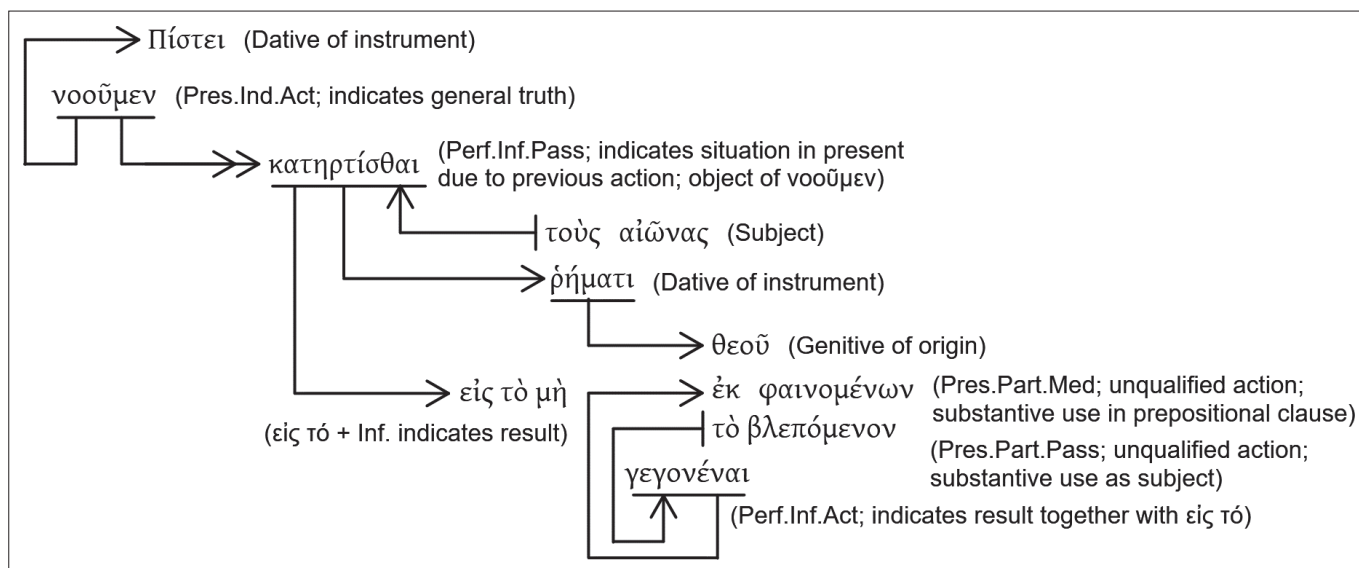 Πίστει (Dative of instrument)
νοοῦμεν (Pres.Ind.Act; indicates general truth)
κατηρτίσθαι (Perf.Inf.Pass; indicates situation in present
due to previous action; object of νοοῦμεν)
τοὺς αἰῶνας (Subject)
ῥήματι (Dative of instrument)
θεοῦ (Genitive of origin)
εἰς τὸ μὴ
(εἰς τό + Inf. indicates result)
ἐκ φαινομένων (Pres.Part.Med; unqualified action;
substantive use in prepositional clause)
τὸ βλεπόμενον
(Pres.Part.Pass; unqualified action;
substantive use as subject)
γεγονέναι
(Perf.Inf.Act; indicates result together with εἰς τό)